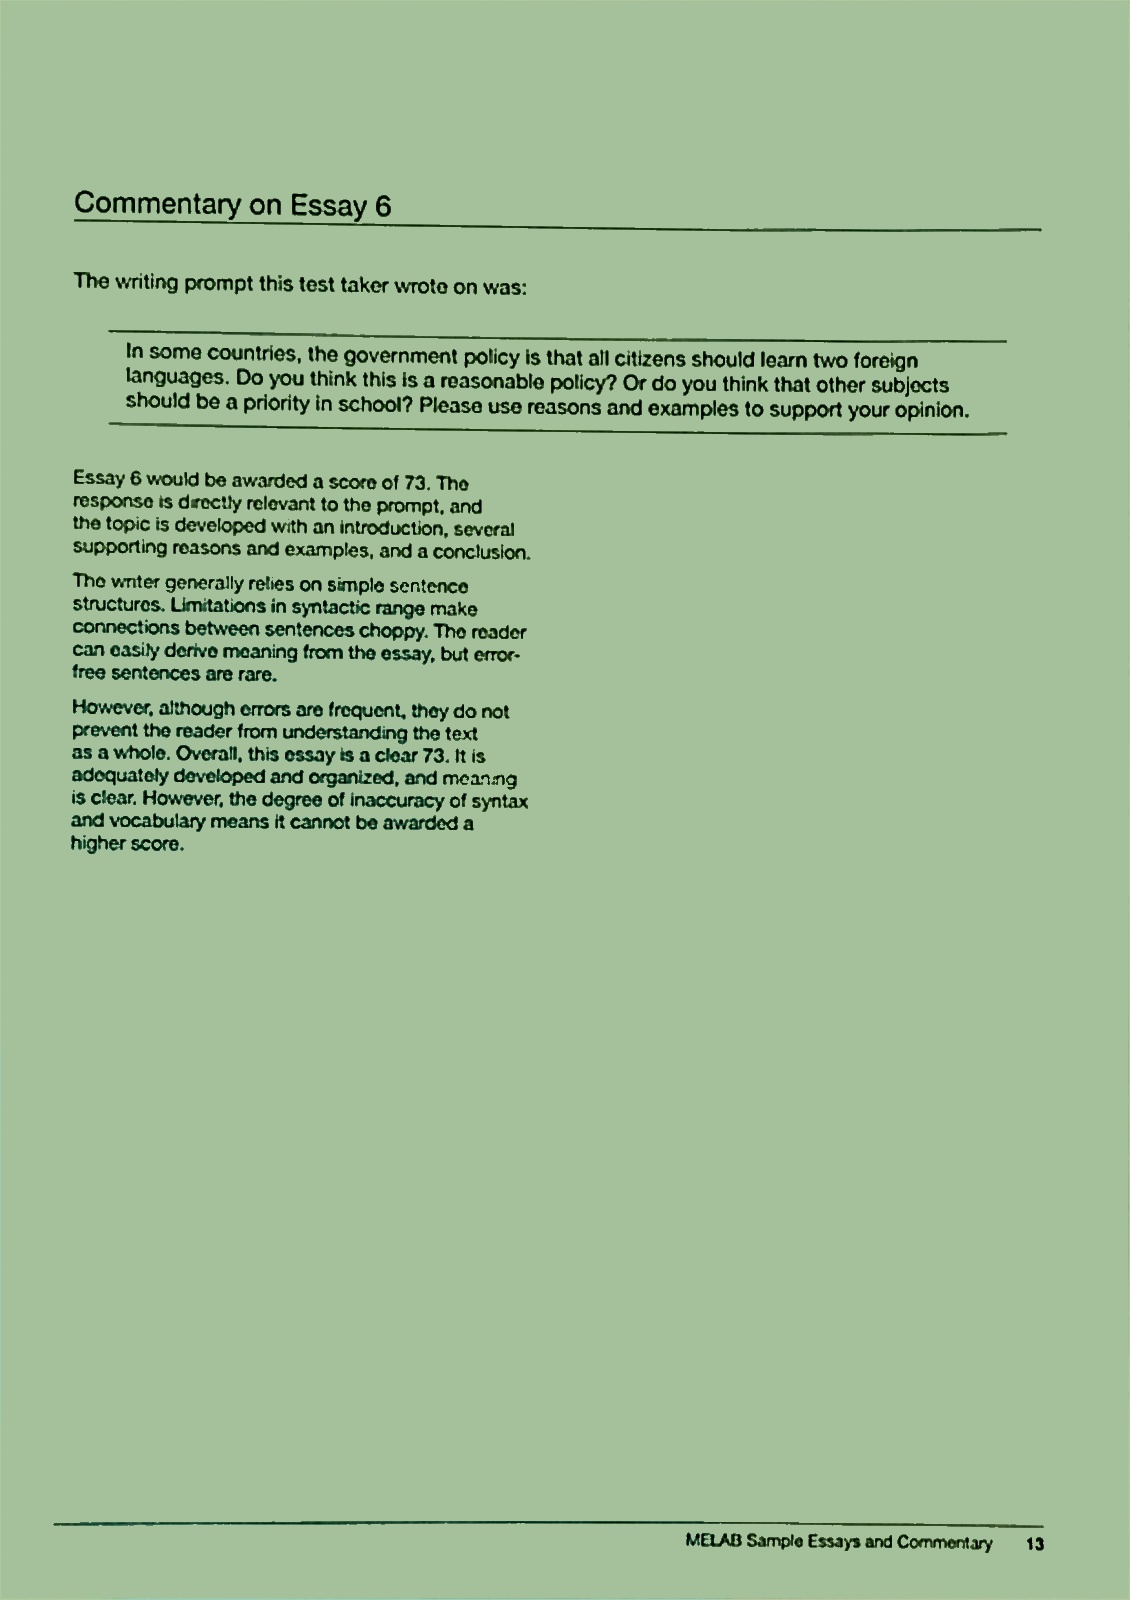 Commentary on Essay 6
The writing prompt this test taker wrote on was:
In some countries, the government policy is that all citizens should learn two foreign
languages. Do you think this is a reasonable policy? Or do you think that other subjects
should be a priority in school? Please use reasons and examples to support your opinion.
Essay 6 would be awarded a score of 73. The
response is directly relevant to the prompt, and
the topic is developed with an introduction, several
supporting reasons and examples, and a conclusion.
The writer generally relies on simple sentence
structures. Limitations in syntactic range make
connections between sentences choppy. The reader
can easily derive meaning from the essay, but error-
free sentences are rare.
However, although errors are frequent, they do not
prevent the reader from understanding the text
as a whole. Overall, this essay is a clear 73. It is
adequately developed and organized, and meaning
is clear. However, the degree of inaccuracy of syntax
and vocabulary means it cannot be awarded a
higher score.
MELAB Sample Essays and Commentary 13